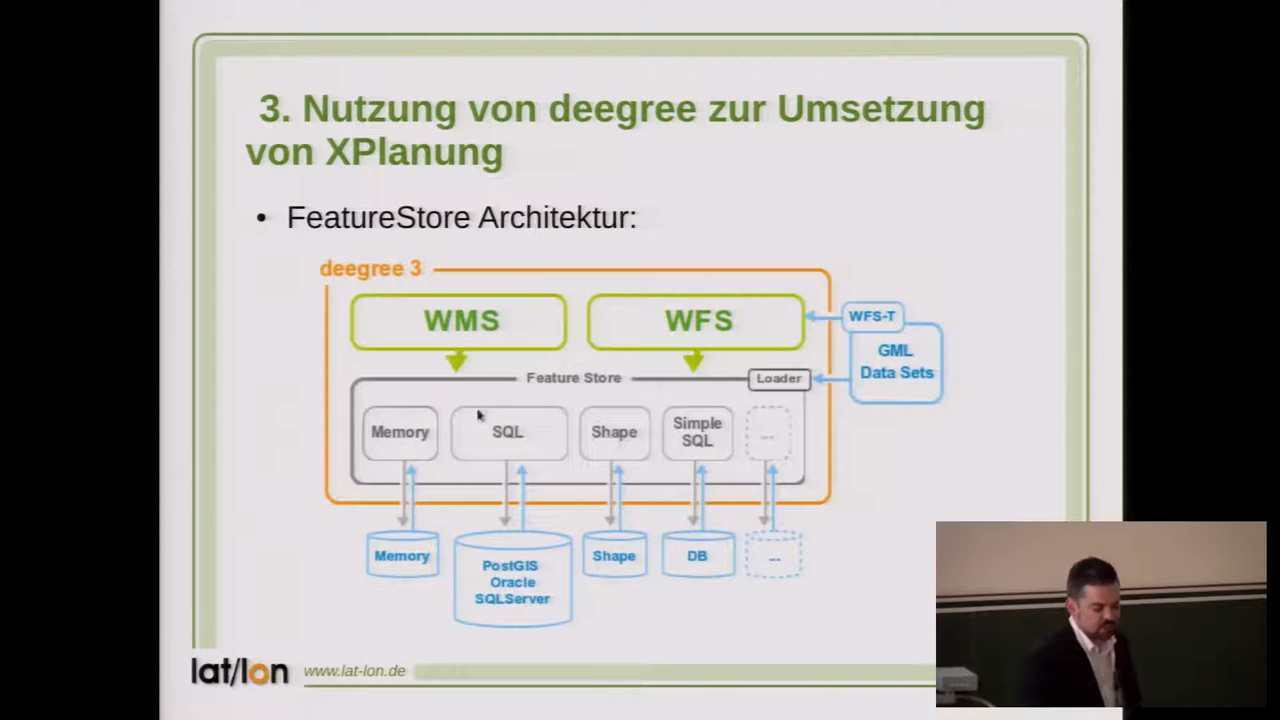 3. Nutzung von deegree zur Umsetzung
von XPlanung
• FeatureStore Architektur:
deegree 3
WMS
WFS
WFS-T
GML
Data Sets
Feature Store
Loader
Memory
SQL
Shape
Simple
SQL
...
Memory
PostGIS
Oracle
SQLServer
Shape
DB
...
lat/lon
www.lat-lon.de